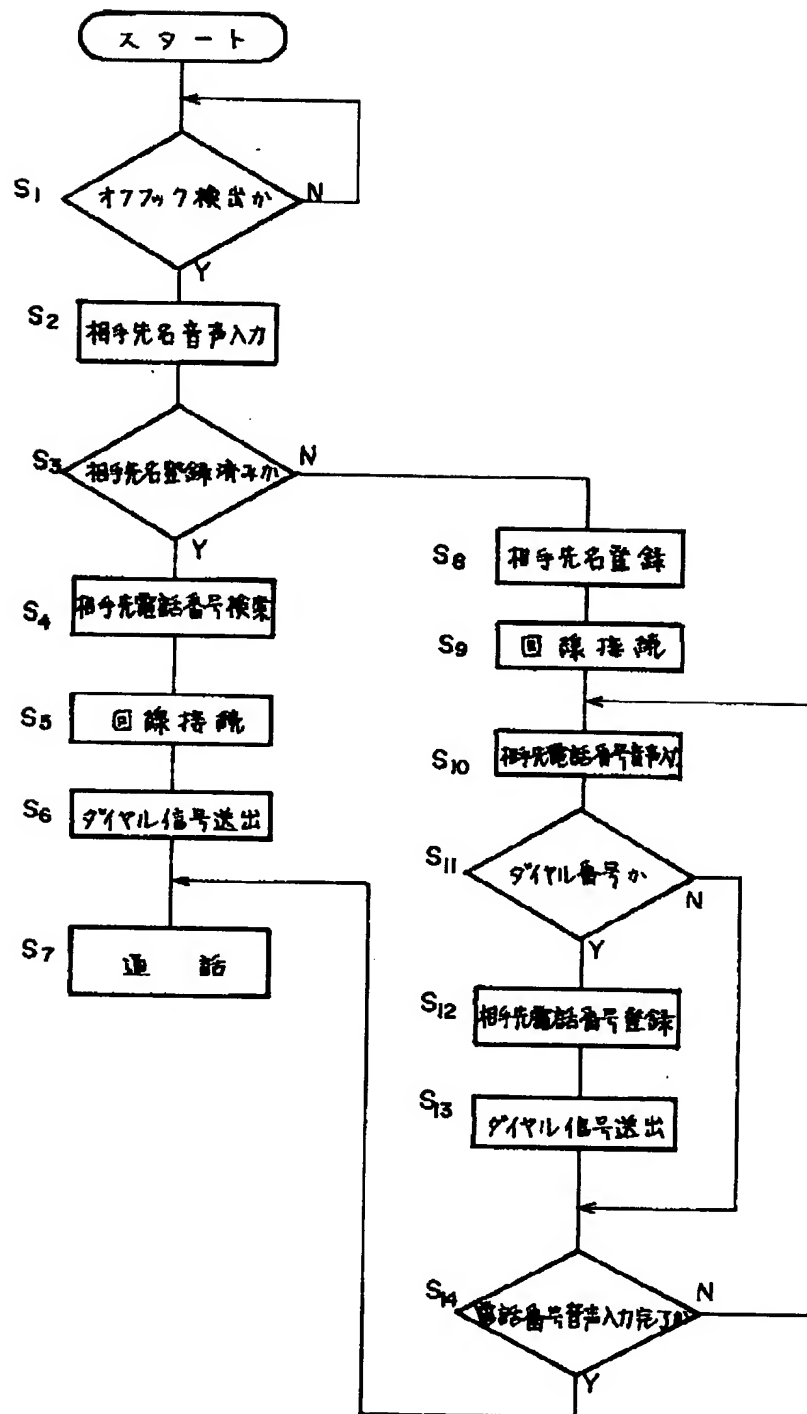 スタート
S1
オフフック検出か
N
Y
S2
相手先名音声入力
S3
相手先名登録済みか
N
Y
S4
相手先電話番号検索
S5
回線接続
S6
ダイヤル信号送出
S7
通話
S8
相手先名登録
S9
回線接続
S10
相手先電話番号音声入力
S11
ダイヤル番号か
N
Y
S12
相手先電話番号登録
S13
ダイヤル信号送出
S14
電話番号音声入力完了か
N
Y